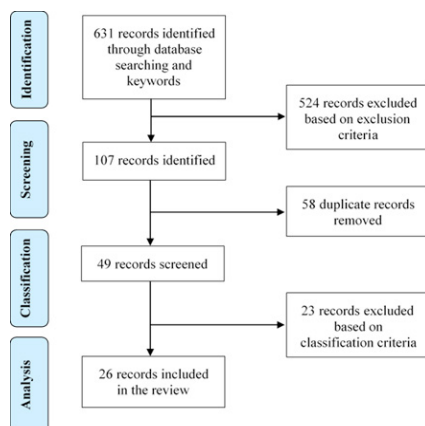 Identification
631 records identified
through database
searching and
keywords
524 records excluded
based on exclusion
criteria
Screening
107 records identified
58 duplicate records
removed
Classification
49 records screened
23 records excluded
based on
classification criteria
Analysis
26 records included
in the review